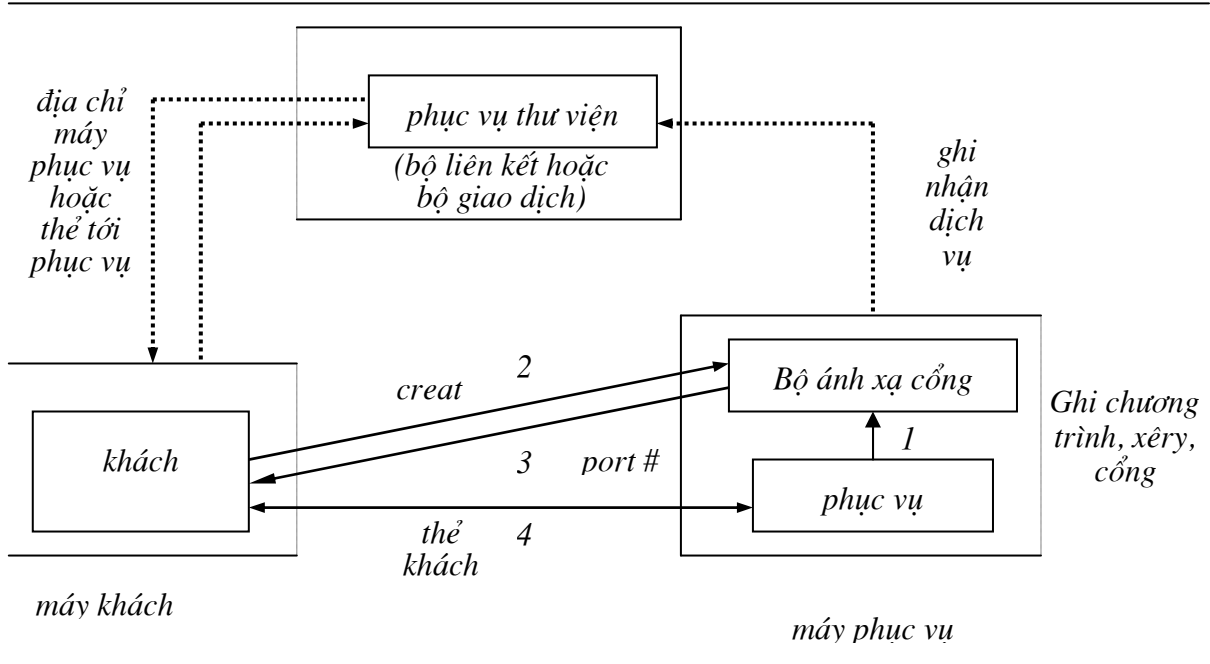 địa chỉ
máy
phục vụ
hoặc
thẻ tới
phục vụ
phục vụ thư viện
(bộ liên kết hoặc
bộ giao dịch)
ghi
nhận
dịch
vụ
creat
2
3
port #
thẻ
khách
4
khách
máy khách
Bộ ánh xạ cổng
1
phục vụ
Ghi chương
trình, xêry,
cổng
máy phục vụ